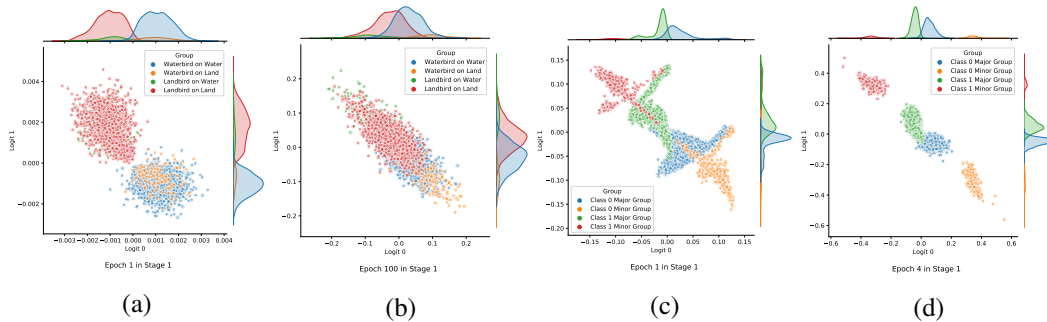 Group
Waterbird on Water
Waterbird on Land
Landbird on Water
Landbird on Land
Logit 1
0.004
0.002
0.000
−0.002
−0.003 −0.002 −0.001 0.000 0.001 0.002 0.003 0.004
Logit 0
Epoch 1 in Stage 1
(a)
Group
Waterbird on Water
Waterbird on Land
Landbird on Water
Landbird on Land
Logit 1
0.2
0.1
0.0
−0.1
−0.2
−0.2 −0.1 0.0 0.1 0.2
Logit 0
Epoch 100 in Stage 1
(b)
Logit 1
0.15
0.10
0.05
0.00
−0.05
−0.10
−0.15
−0.20
Group
Class 0 Major Group
Class 0 Minor Group
Class 1 Major Group
Class 1 Minor Group
−0.15 −0.10 −0.05 0.00 0.05 0.10 0.15
Logit 0
Epoch 1 in Stage 1
(c)
Group
Class 0 Major Group
Class 0 Minor Group
Class 1 Major Group
Class 1 Minor Group
Logit 1
0.4
0.2
0.0
−0.2
−0.4
−0.6
−0.6 −0.4 −0.2 0.0 0.2 0.4 0.6
Logit 0
Epoch 4 in Stage 1
(d)